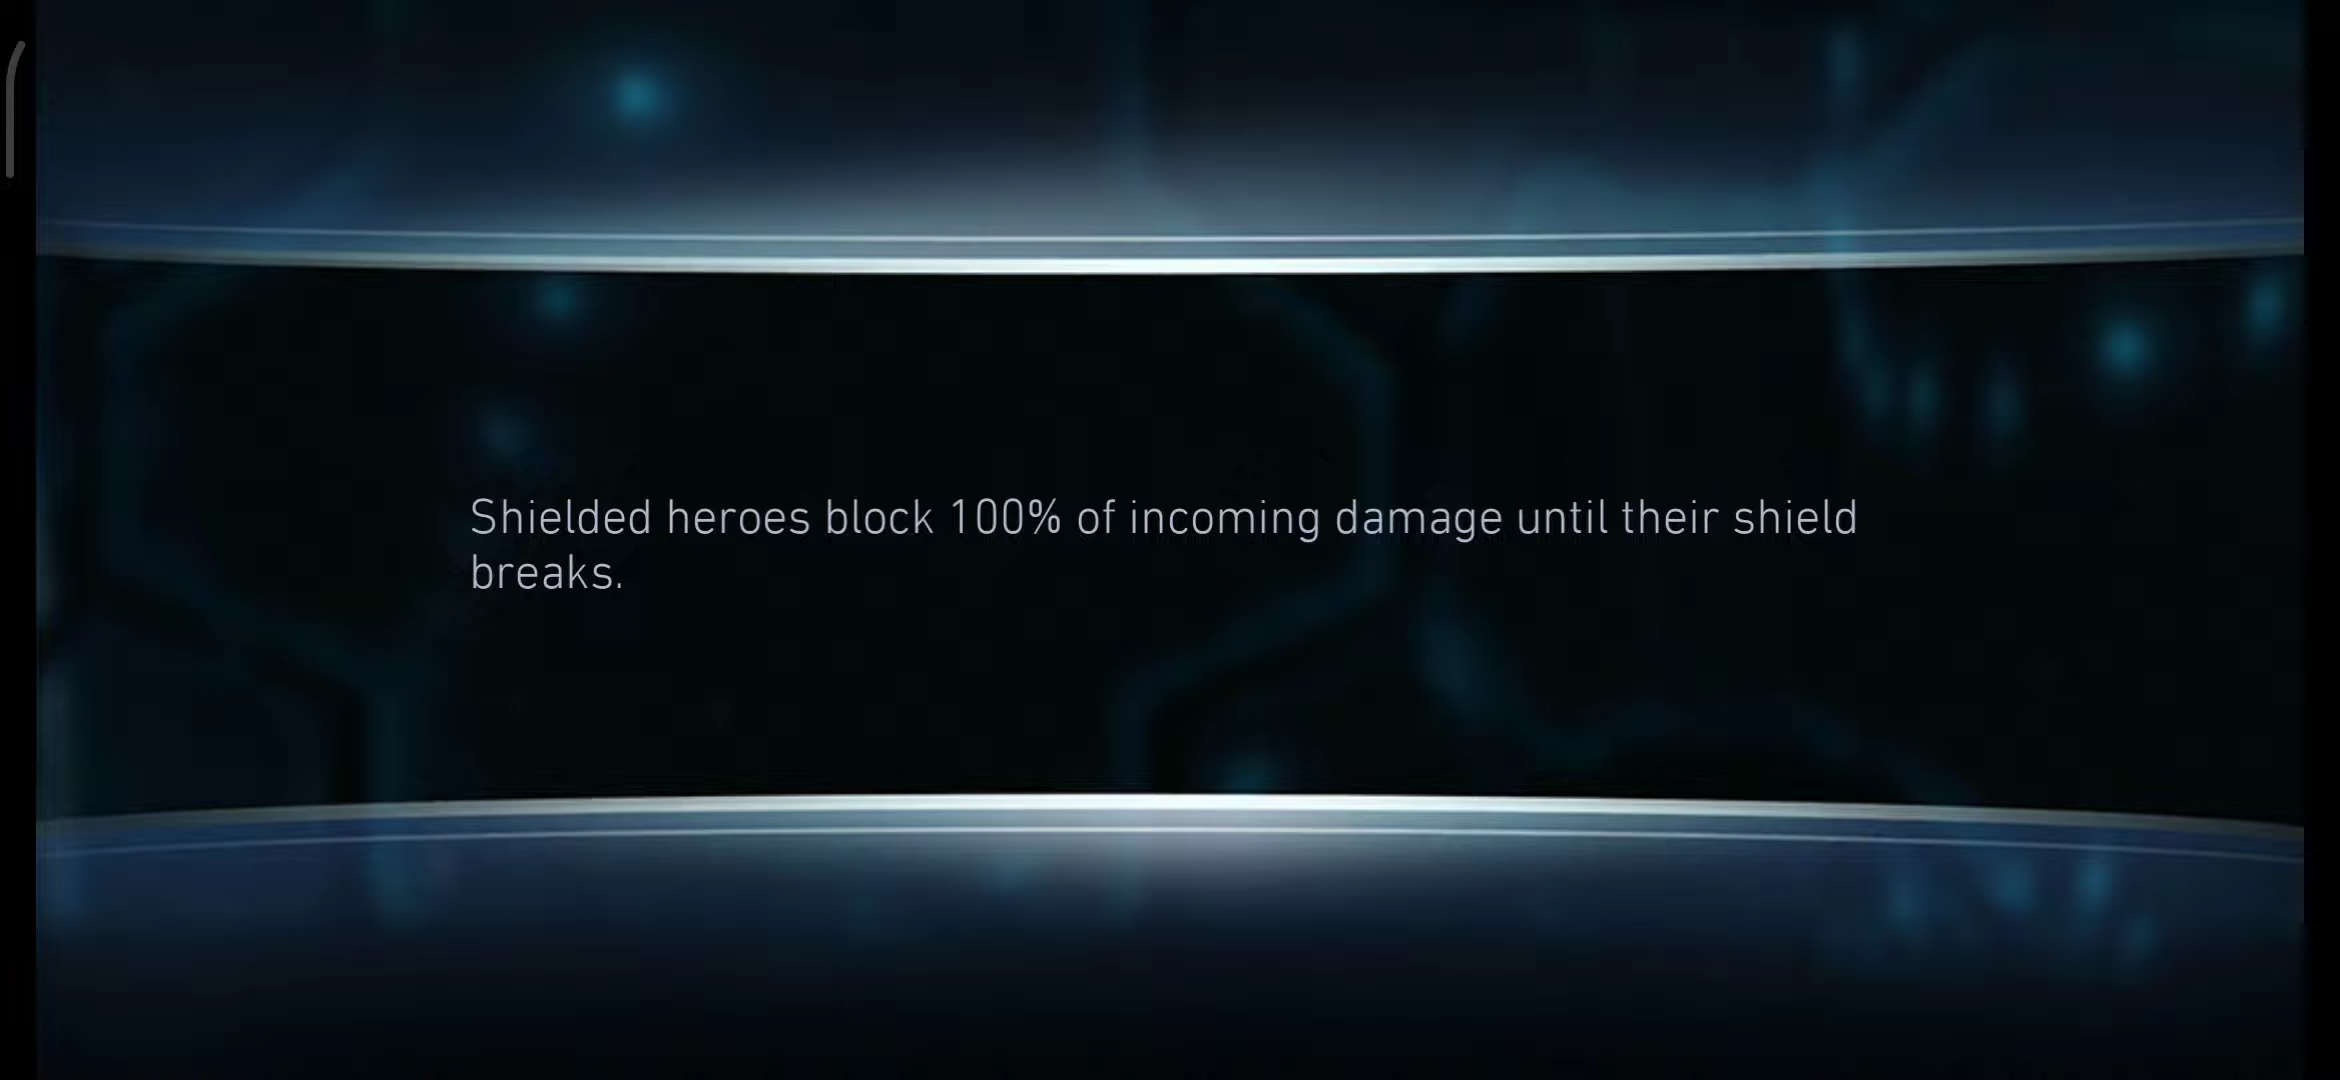 Shielded heroes block 100% of incoming damage until their shield
breaks.